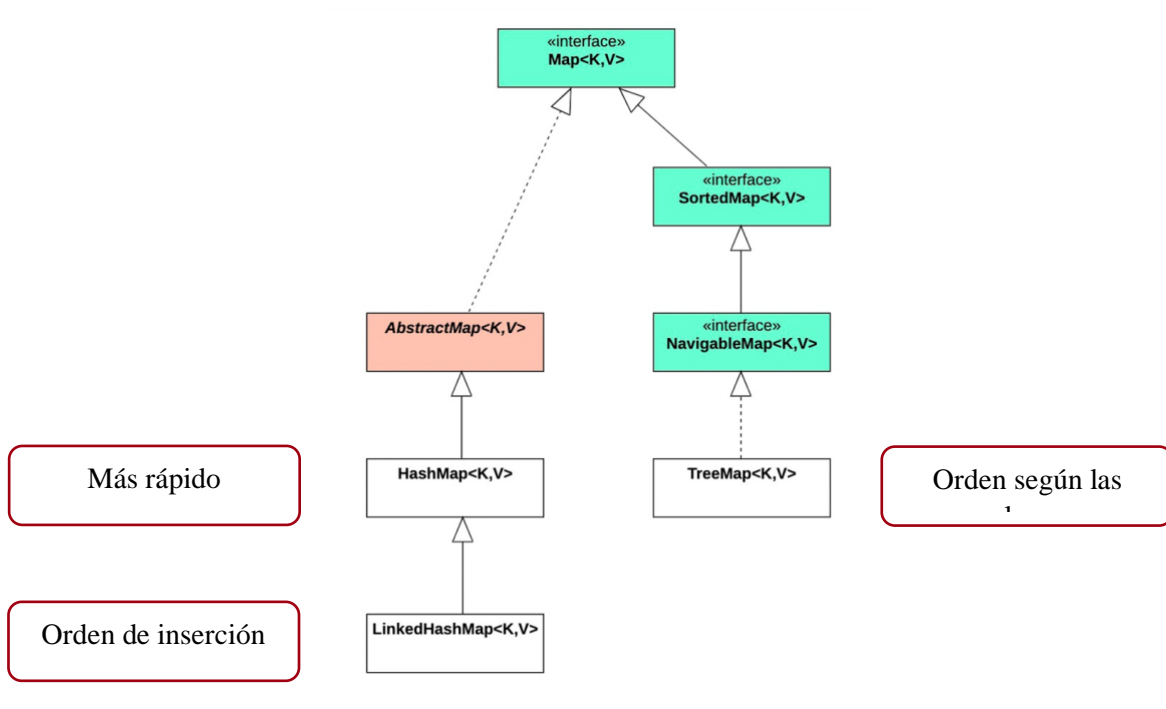 «interface»
Map<K,V>
«interface»
SortedMap<K,V>
AbstractMap<K,V>
«interface»
NavigableMap<K,V>
Más rápido
HashMap<K,V>
TreeMap<K,V>
Orden según las
Orden de inserción
LinkedHashMap<K,V>